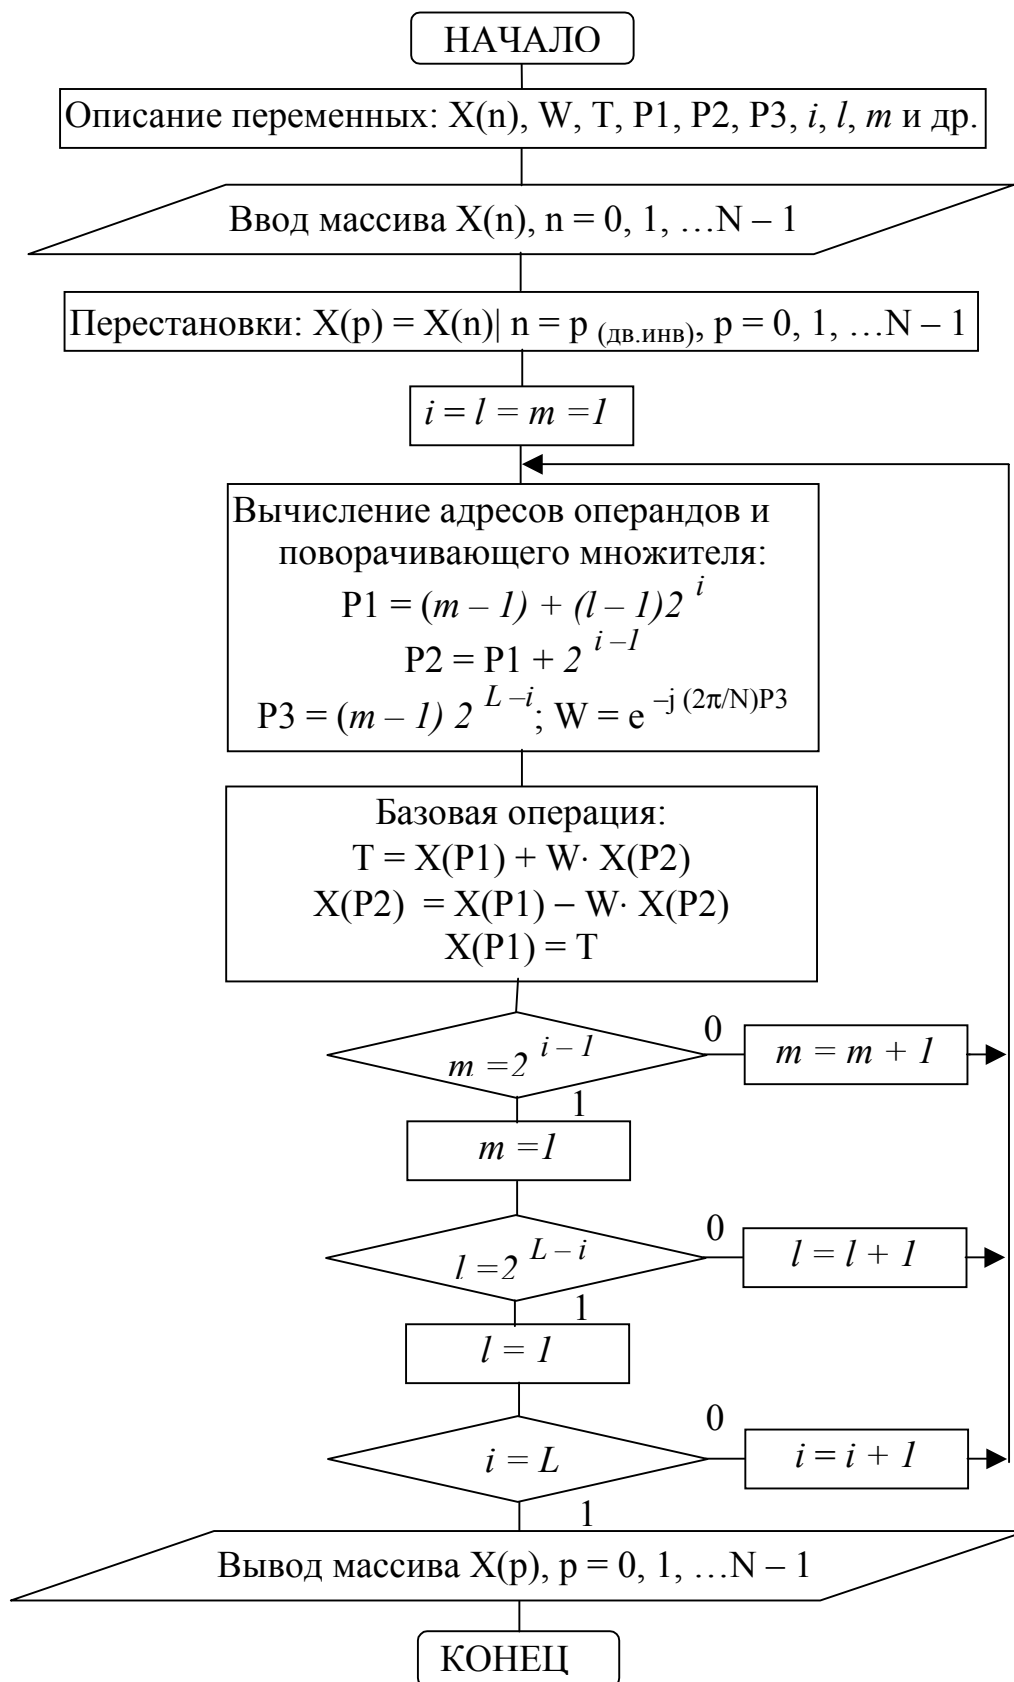 НАЧАЛО
Описание переменных: X(n), W, T, P1, P2, P3, i, l, m и др.
Ввод массива X(n), n = 0, 1, …N – 1
Перестановки: X(p) = X(n)| n = p (дв.инв), p = 0, 1, …N – 1
i = l = m =1
Вычисление адресов операндов и
поворачивающего множителя:
P1 = (m – 1) + (l – 1)2 i
P2 = P1 + 2 i –1
P3 = (m – 1) 2 L –i; W = e –j (2π/N)P3
Базовая операция:
T = X(P1) + W· X(P2)
X(P2) = X(P1) – W· X(P2)
X(P1) = T
m =2 i – 1
0
m = m + 1
1
m =1
l =2 L – i
0
l = l + 1
1
l = 1
i = L
0
i = i + 1
1
Вывод массива X(p), p = 0, 1, …N – 1
КОНЕЦ